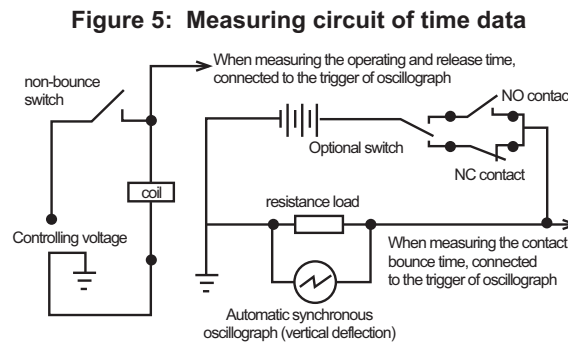 Figure 5: Measuring circuit of time data
When measuring the operating and release time,
connected to the trigger of oscillograph
non-bounce
switch
NO contact
Optional switch
NC contact
coil
resistance load
Controlling voltage
When measuring the contact
bounce time, connected
to the trigger of oscillograph
Automatic synchronous
oscillograph (vertical deflection)